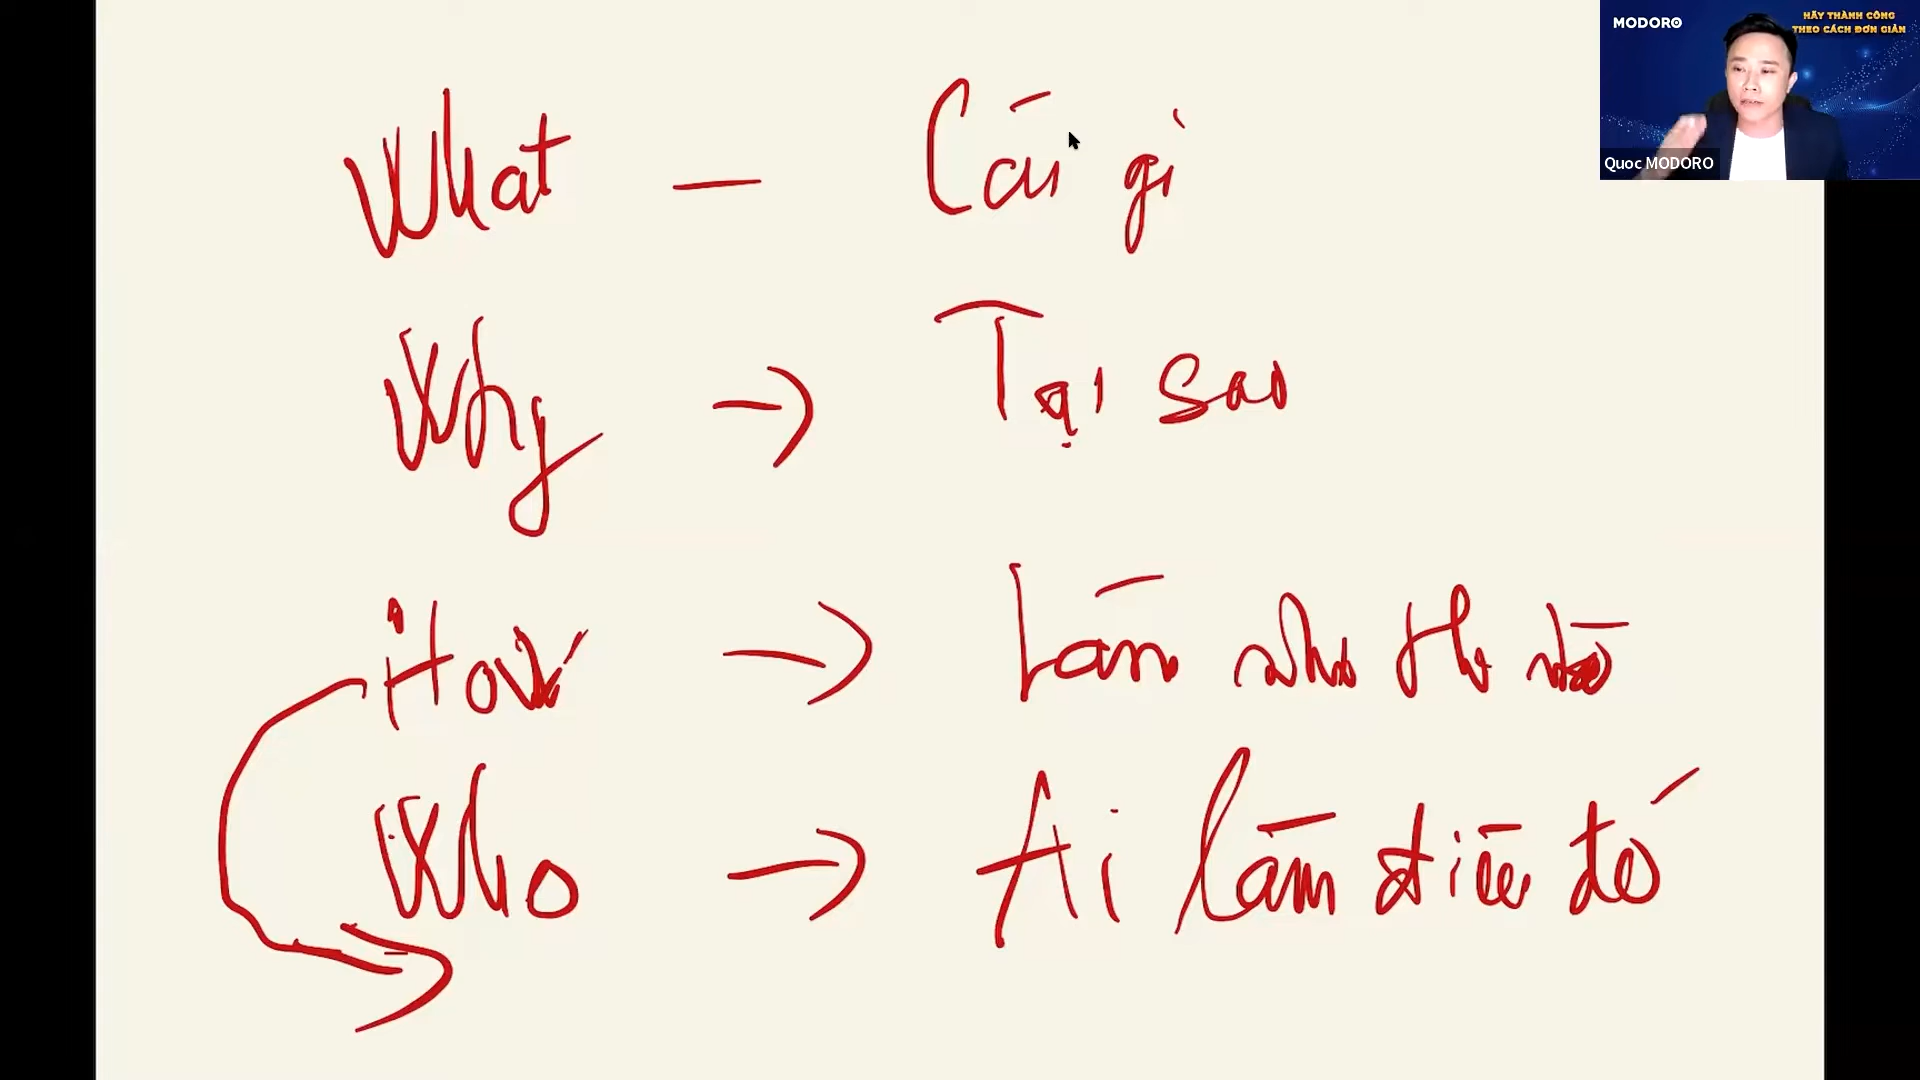 MODORO
HÃY THÀNH CÔNG
THEO CÁCH ĐƠN GIẢN
Quoc MODORO
What – Cái gì
Why → Tại sao
How → Làm như thế nào
Who → Ai làm điều đó